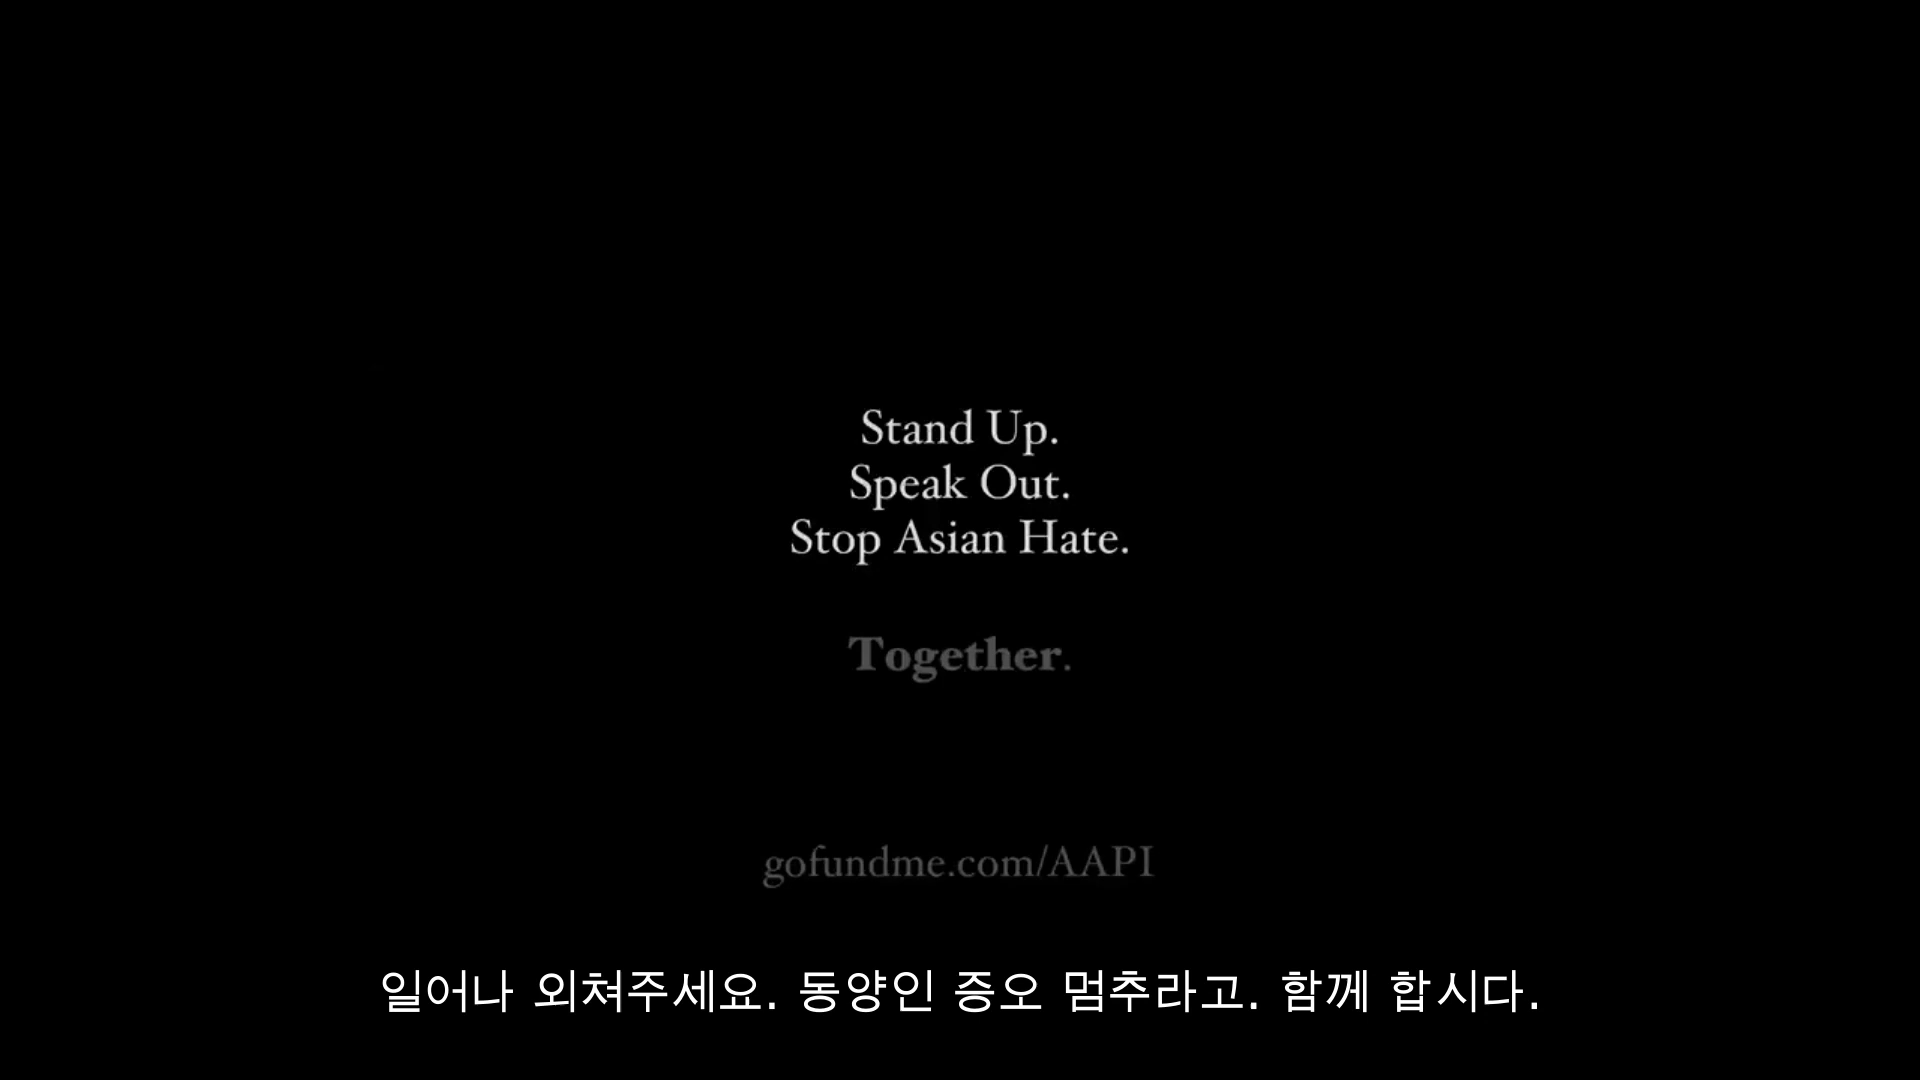 Stand Up.
Speak Out.
Stop Asian Hate.
Together.
gofundme.com/AAPI
일어나 외쳐주세요. 동양인 증오 멈추라고. 함께 합시다.